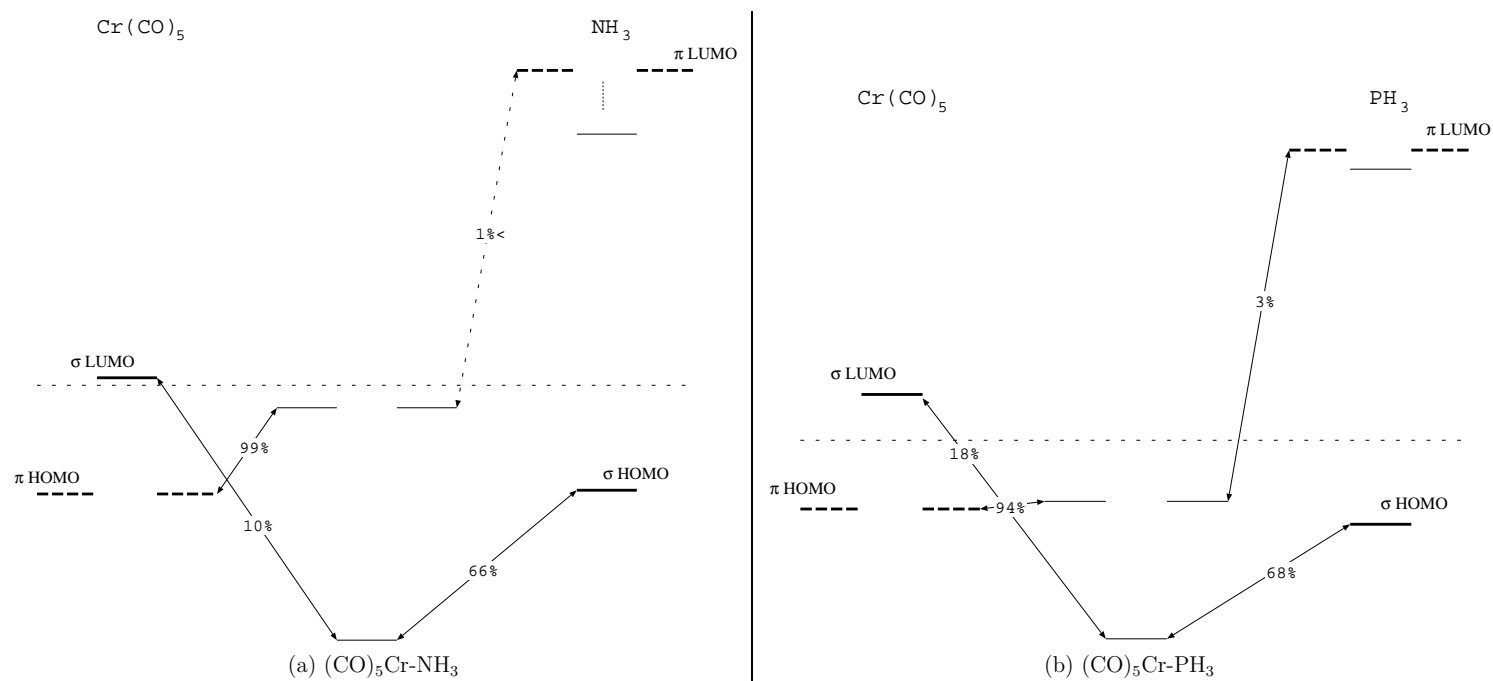 Cr(CO)5
NH3
π LUMO
1%<
σ LUMO
99%
π HOMO
σ HOMO
10%
66%
(a) (CO)5Cr-NH3
Cr(CO)5
PH3
π LUMO
3%
σ LUMO
18%
π HOMO
94%
σ HOMO
68%
(b) (CO)5Cr-PH3